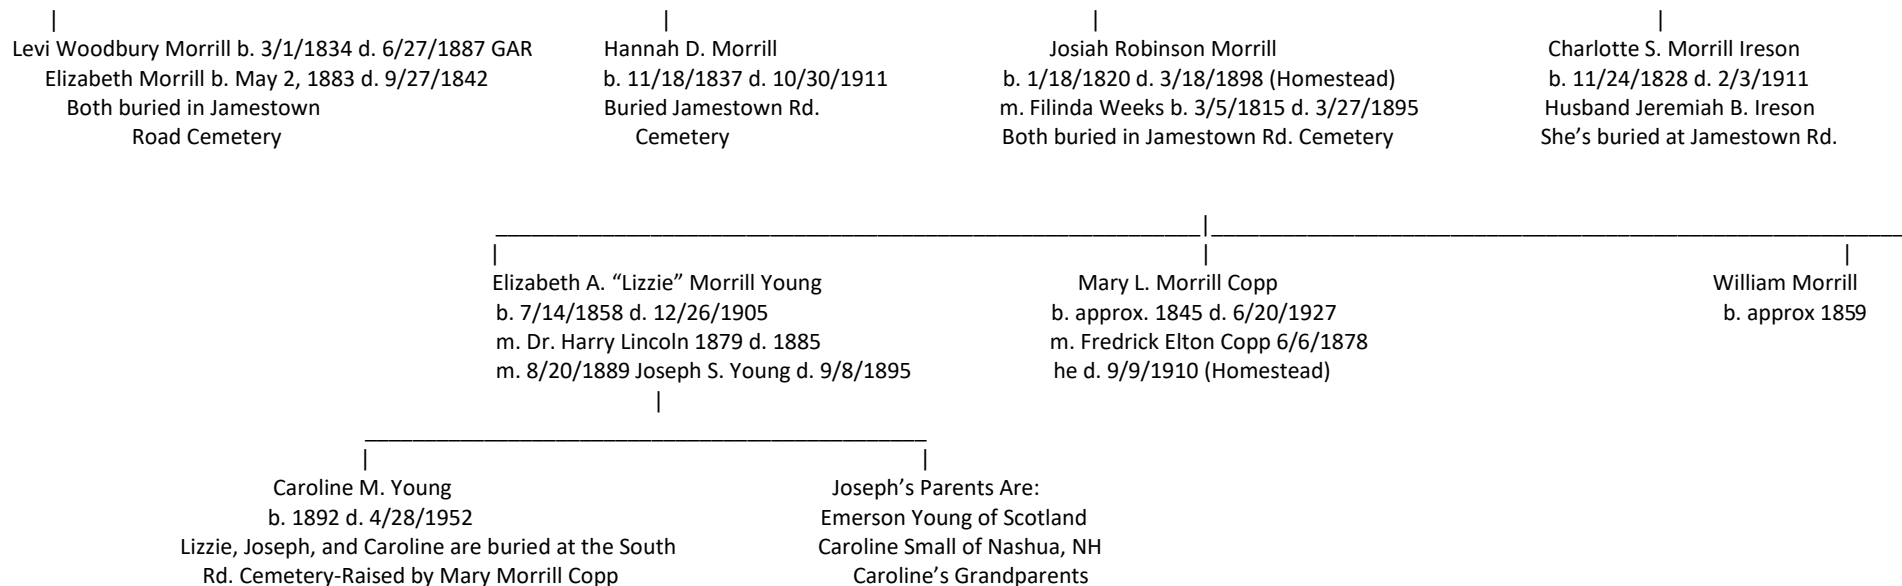 Levi Woodbury Morrill b. 3/1/1834 d. 6/27/1887 GAR
Elizabeth Morrill b. May 2, 1883 d. 9/27/1842
Both buried in Jamestown
Road Cemetery
Hannah D. Morrill
b. 11/18/1837 d. 10/30/1911
Buried Jamestown Rd.
Cemetery
Josiah Robinson Morrill
b. 1/18/1820 d. 3/18/1898 (Homestead)
m. Filinda Weeks b. 3/5/1815 d. 3/27/1895
Both buried in Jamestown Rd. Cemetery
Charlotte S. Morrill Ireson
b. 11/24/1828 d. 2/3/1911
Husband Jeremiah B. Ireson
She’s buried at Jamestown Rd.
Elizabeth A. “Lizzie” Morrill Young
b. 7/14/1858 d. 12/26/1905
m. Dr. Harry Lincoln 1879 d. 1885
m. 8/20/1889 Joseph S. Young d. 9/8/1895
Mary L. Morrill Copp
b. approx. 1845 d. 6/20/1927
m. Fredrick Elton Copp 6/6/1878
he d. 9/9/1910 (Homestead)
William Morrill
b. approx 1859
Caroline M. Young
b. 1892 d. 4/28/1952
Lizzie, Joseph, and Caroline are buried at the South
Rd. Cemetery-Raised by Mary Morrill Copp
Joseph’s Parents Are:
Emerson Young of Scotland
Caroline Small of Nashua, NH
Caroline’s Grandparents